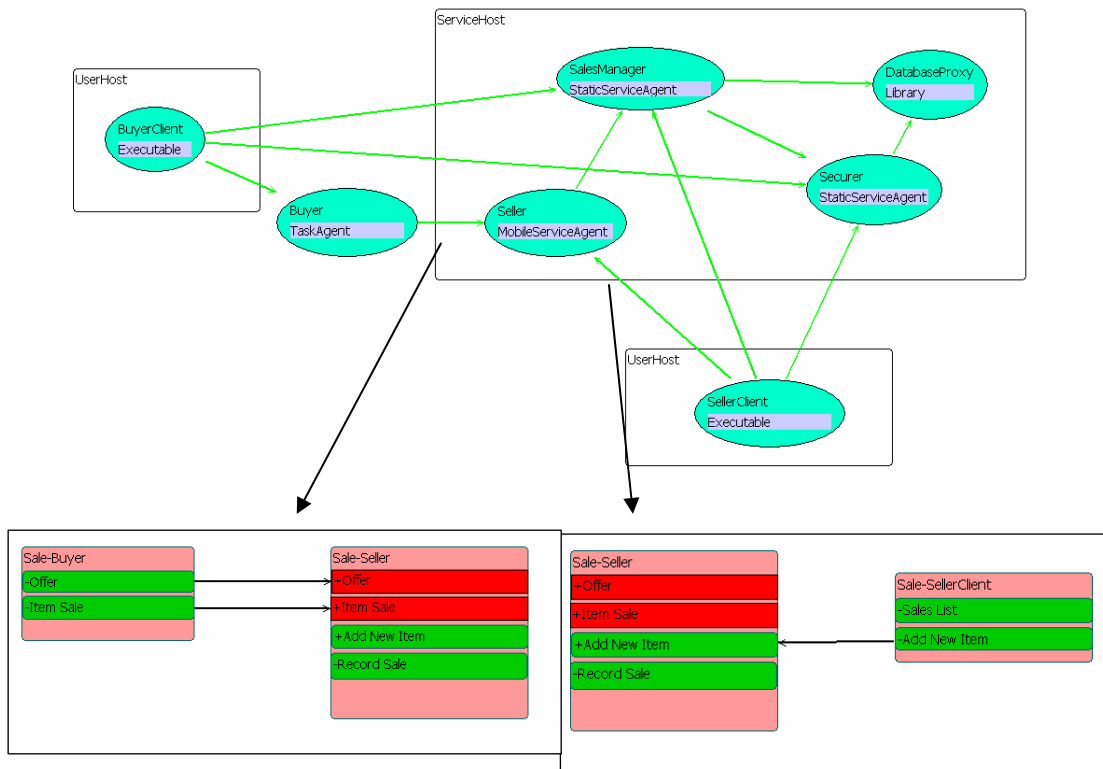 ServiceHost
UserHost
SalesManager
StaticServiceAgent
DatabaseProxy
Library
BuyerClient
Executable
Securer
StaticServiceAgent
Buyer
TaskAgent
Seller
MobileServiceAgent
UserHost
SellerClient
Executable
Sale-Buyer
-Offer
-Item Sale
Sale-Seller
+Offer
+Item Sale
+Add New Item
-Record Sale
Sale-Seller
+Offer
+Item Sale
+Add New Item
-Record Sale
Sale-SellerClient
-Sales List
-Add New Item